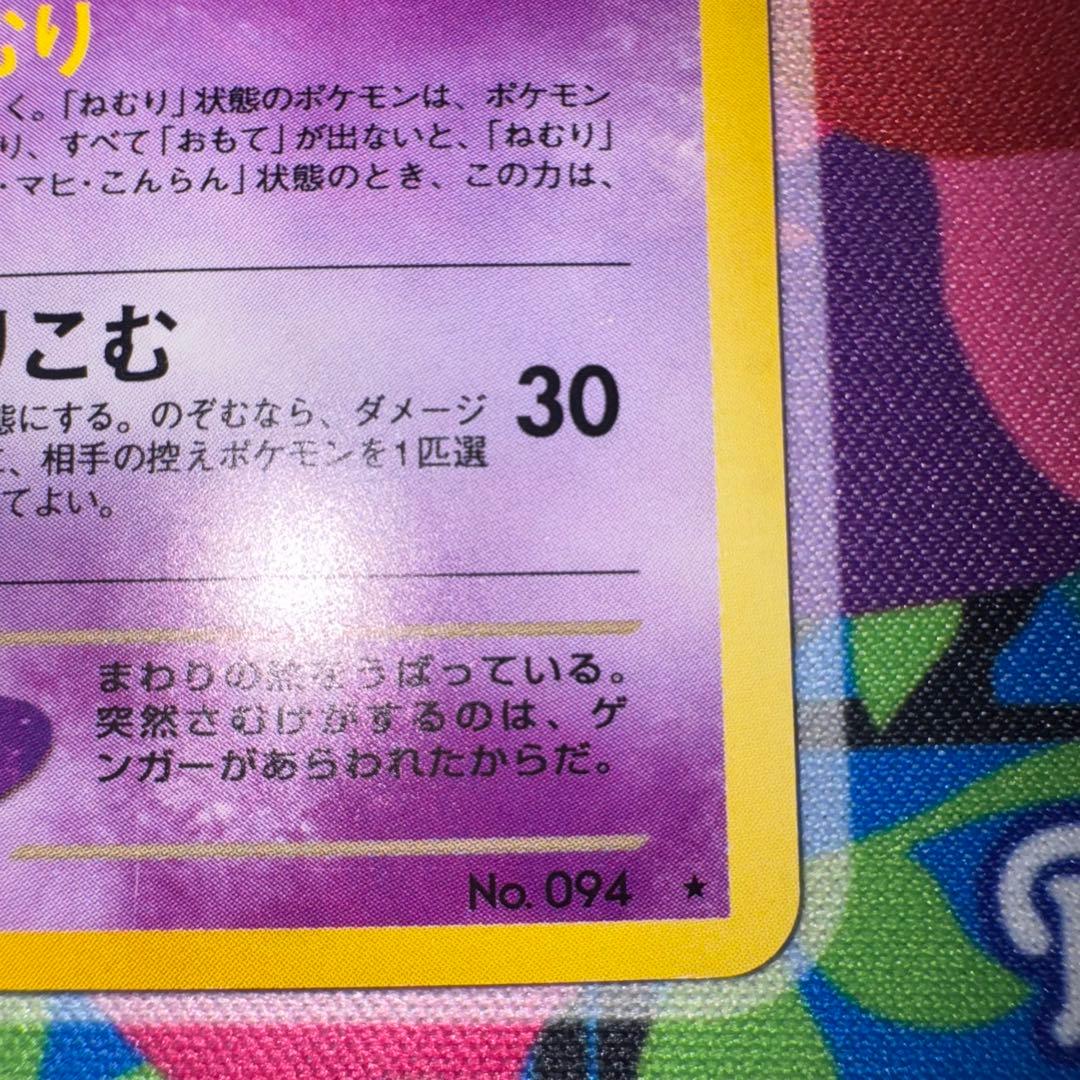 むり
く。「ねむり」状態のポケモンは、ポケモン
り、すべて「おもて」が出ないと、「ねむり」
・マヒ・こんらん」状態のとき、この力は、
りこむ
30
態にする。のぞむなら、ダメージ
、相手の控えポケモンを1匹選
てよい。
まわりの熱をうばっている。
突然さむけがするのは、ゲ
ンガーがあらわれたからだ。
No. 094 ★